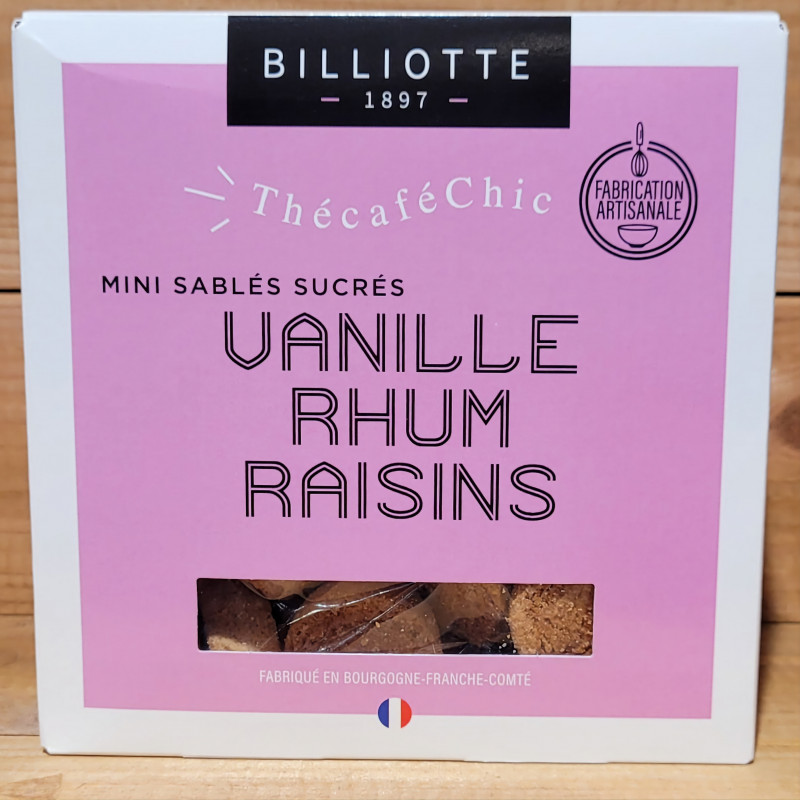 BILLIOTTE
– 1897 –
ThécaféChic
FABRICATION
ARTISANALE
MINI SABLÉS SUCRÉS
VANILLE
RHUM
RAISINS
FABRIQUÉ EN BOURGOGNE-FRANCHE-COMTÉ